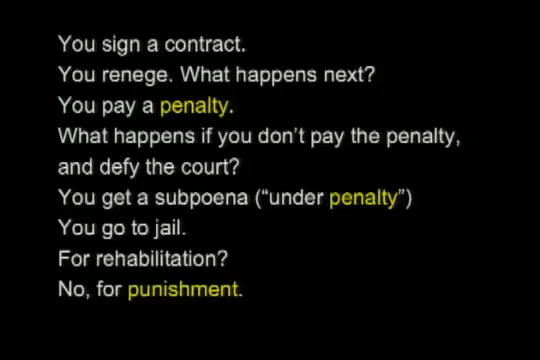 You sign a contract.
You renege. What happens next?
You pay a penalty.
What happens if you don't pay the penalty,
and defy the court?
You get a subpoena (“under penalty”)
You go to jail.
For rehabilitation?
No, for punishment.